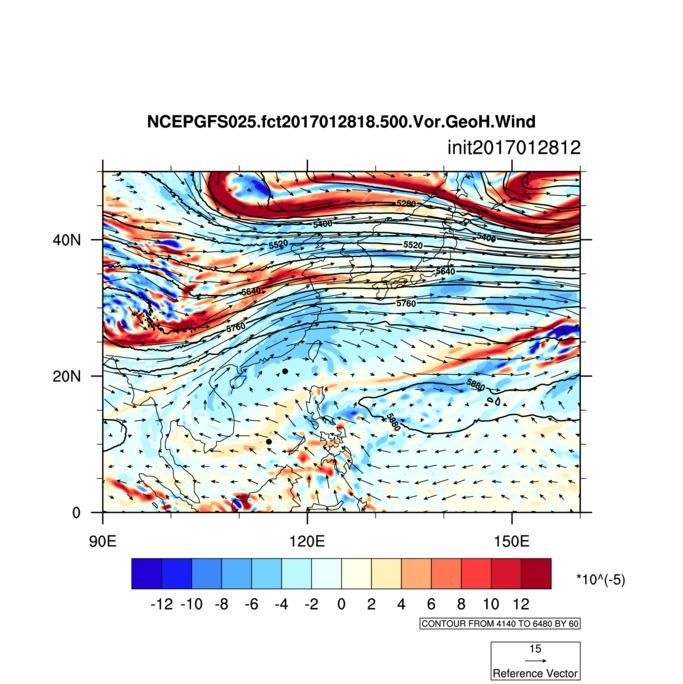 NCEPGFS025.fct2017012818.500.Vor.GeoH.Wind
init2017012812
5280
5400
5400
5520
5520
40N
5640
5640
5760
5760
20N
5880
5880
0
90E 120E 150E
-12 -10 -8 -6 -4 -2 0 2 4 6 8 10 12 *10^(-5)
CONTOUR FROM 4140 TO 6480 BY 60
15
Reference Vector